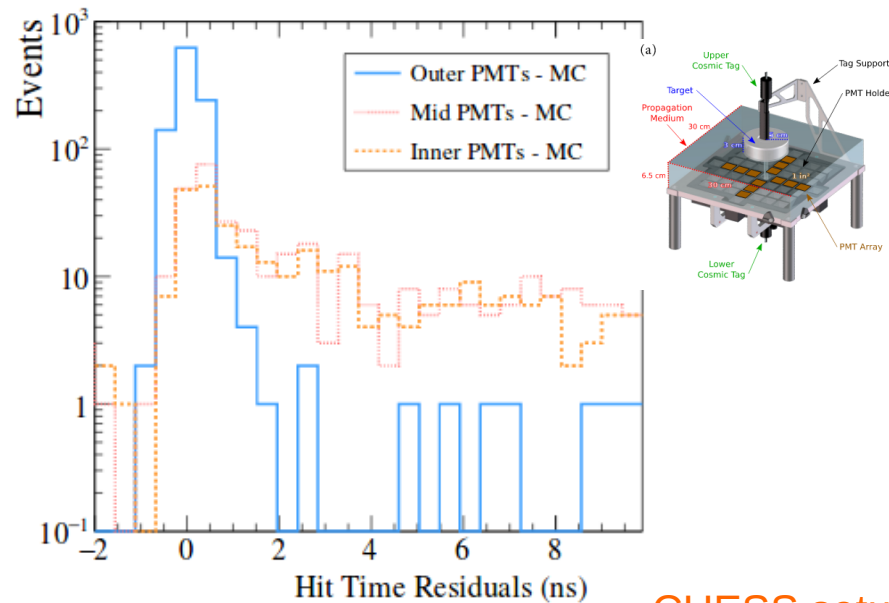 10³
10²
10
1
10⁻¹
Events
Outer PMTs - MC
Mid PMTs - MC
Inner PMTs - MC
−2 0 2 4 6 8
Hit Time Residuals (ns)
(a)
Upper
Cosmic Tag
Tag Support
Target
PMT Holde
Propagation
Medium
30 cm
6.5 cm
1 in²
PMT Array
Lower
Cosmic Tag